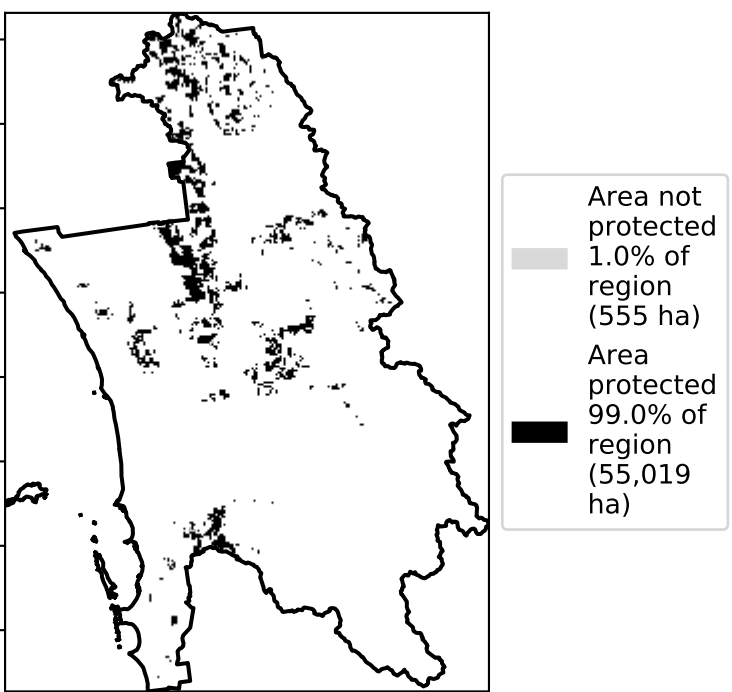 Area not
protected
1.0% of
region
(555 ha)
Area
protected
99.0% of
region
(55,019
ha)